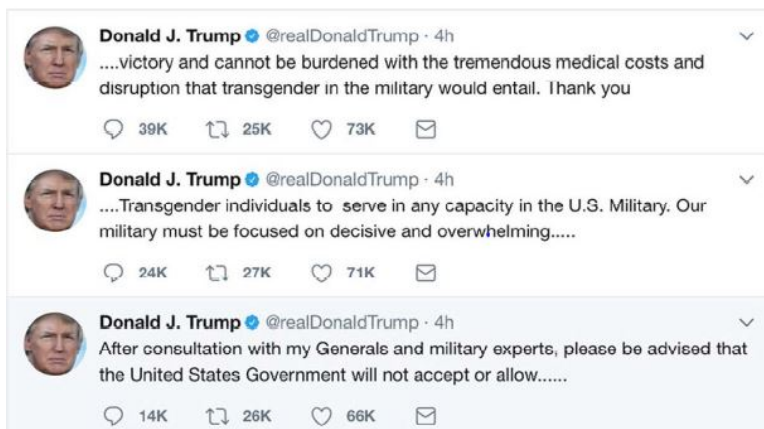 Donald J. Trump @realDonaldTrump · 4h
....victory and cannot be burdened with the tremendous medical costs and
disruption that transgender in the military would entail. Thank you
39K 25K 73K
Donald J. Trump @realDonaldTrump · 4h
....Transgender individuals to serve in any capacity in the U.S. Military. Our
military must be focused on decisive and overwhelming.....
24K 27K 71K
Donald J. Trump @realDonaldTrump · 4h
After consultation with my Generals and military experts, please be advised that
the United States Government will not accept or allow......
14K 26K 66K